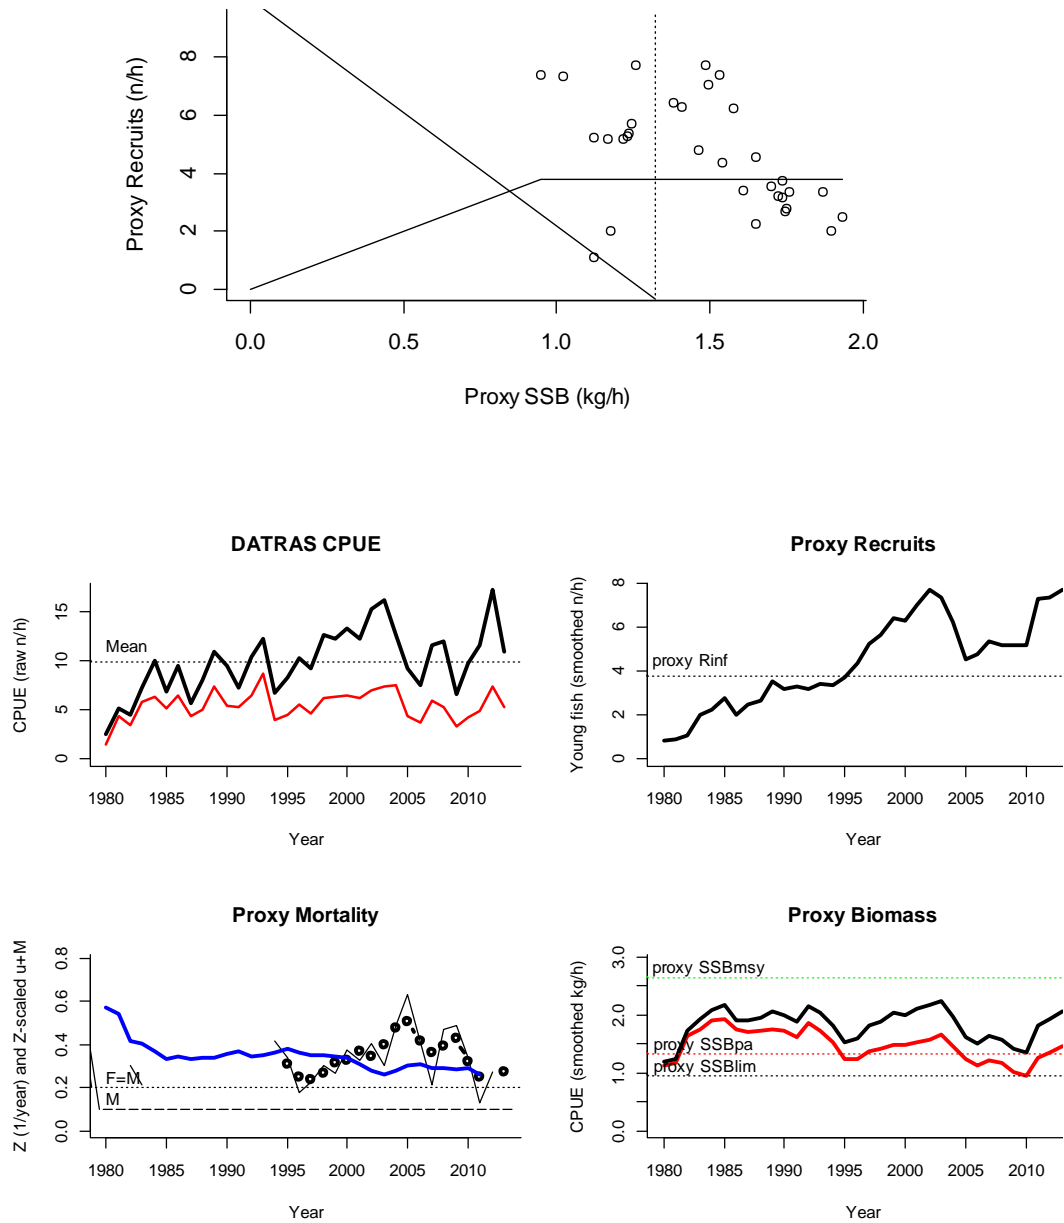 Proxy Recruits (n/h)
8
6
4
2
0
0.0 0.5 1.0 1.5 2.0
Proxy SSB (kg/h)
DATRAS CPUE
CPUE (raw n/h)
15
10
5
0
Mean
1980 1985 1990 1995 2000 2005 2010
Year
Proxy Recruits
Young fish (smoothed n/h)
8
6
4
2
0
proxy Rinf
1980 1985 1990 1995 2000 2005 2010
Year
Proxy Mortality
Z (1/year) and Z-scaled u+M
0.8
0.6
0.4
0.2
0.0
F=M
M
1980 1985 1990 1995 2000 2005 2010
Year
Proxy Biomass
CPUE (smoothed kg/h)
3.0
2.0
1.0
0.0
proxy SSBmsy
proxy SSBpa
proxy SSBlim
1980 1985 1990 1995 2000 2005 2010
Year